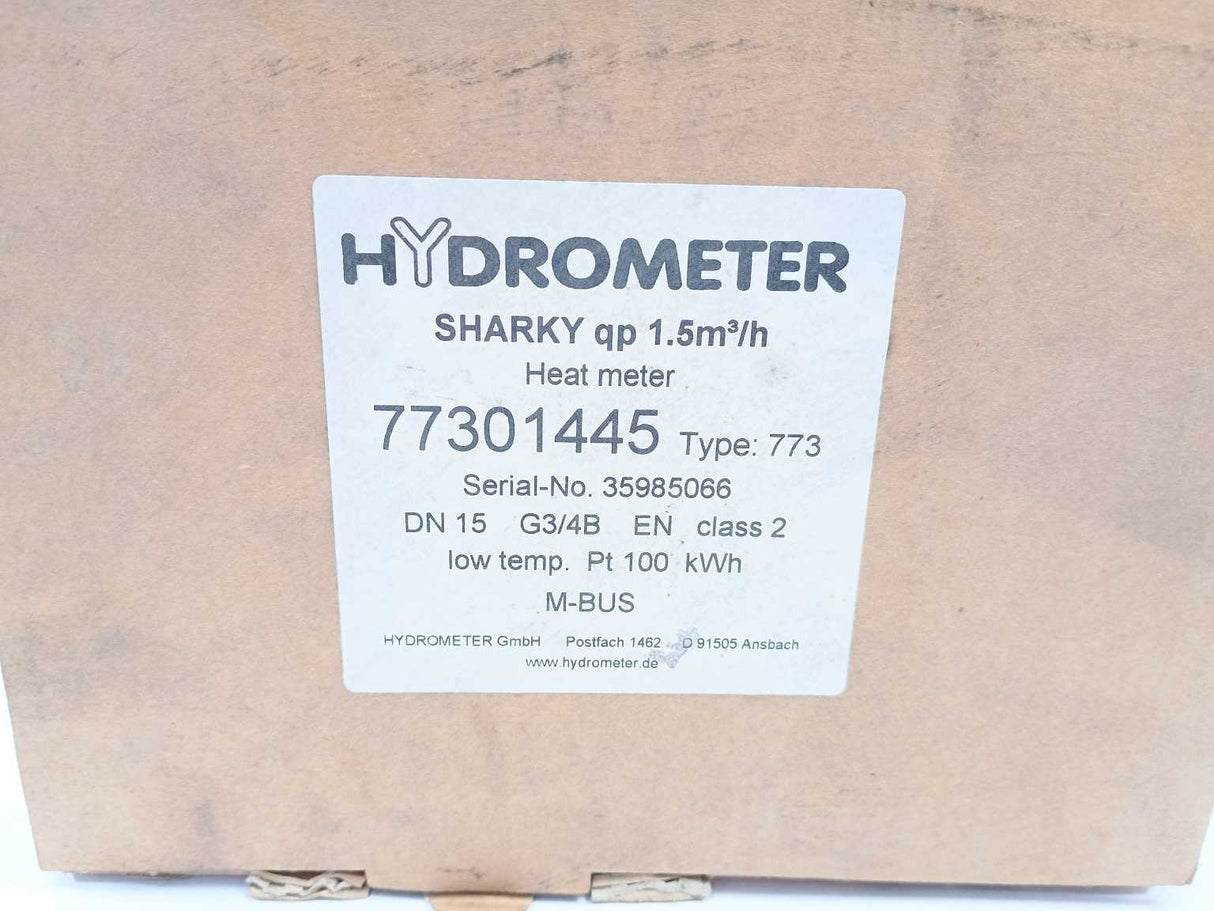 HYDROMETER
SHARKY qp 1.5m³/h
Heat meter
77301445 Type: 773
Serial-No. 35985066
DN 15 G3/4B EN class 2
low temp. Pt 100 kWh
M-BUS
HYDROMETER GmbH Postfach 1462 D 91505 Ansbach
www.hydrometer.de